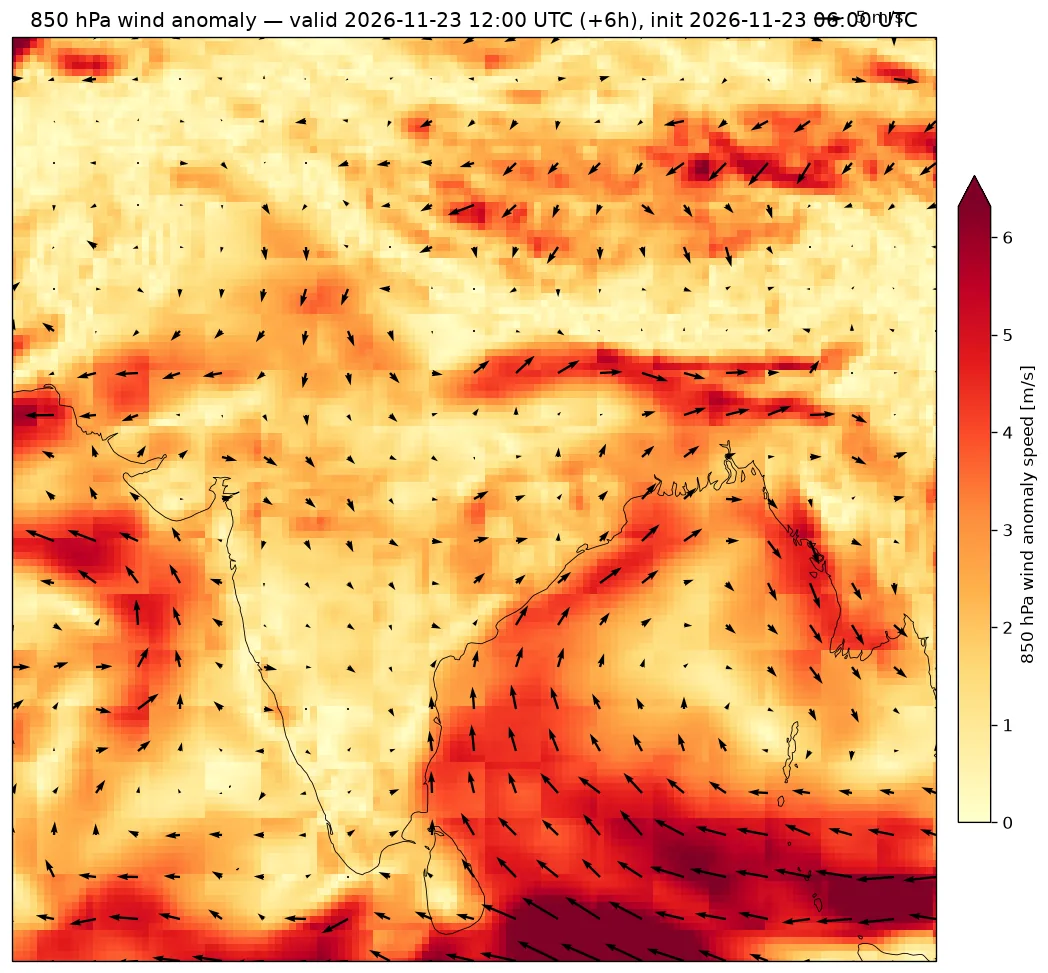 850 hPa wind anomaly — valid 2026-11-23 12:00 UTC (+6h), init 2026-11-23 06:00 UTC
5 m/s
6
5
4
3
2
1
0
850 hPa wind anomaly speed [m/s]